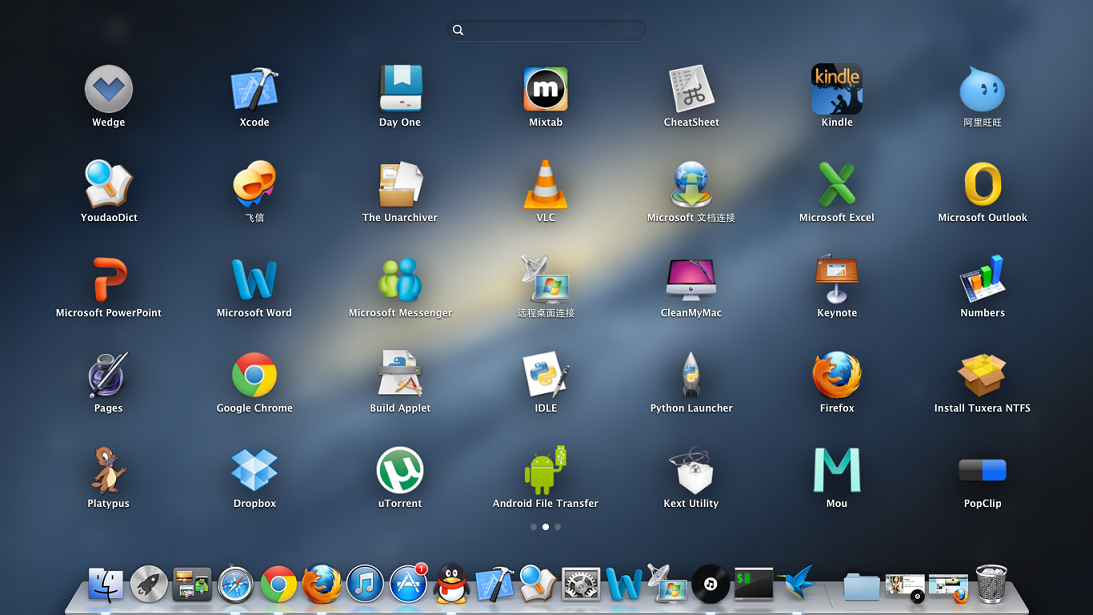 Wedge
Xcode
Day One
Mixtab
CheatSheet
kindle
Kindle
阿里旺旺
YoudaoDict
飞信
The Unarchiver
VLC
Microsoft 文档连接
Microsoft Excel
Microsoft Outlook
Microsoft PowerPoint
Microsoft Word
Microsoft Messenger
远程桌面连接
CleanMyMac
Keynote
Numbers
Pages
Google Chrome
Build Applet
IDLE
Python Launcher
Firefox
Install Tuxera NTFS
Platypus
Dropbox
uTorrent
Android File Transfer
Kext Utility
Mou
PopClip
1